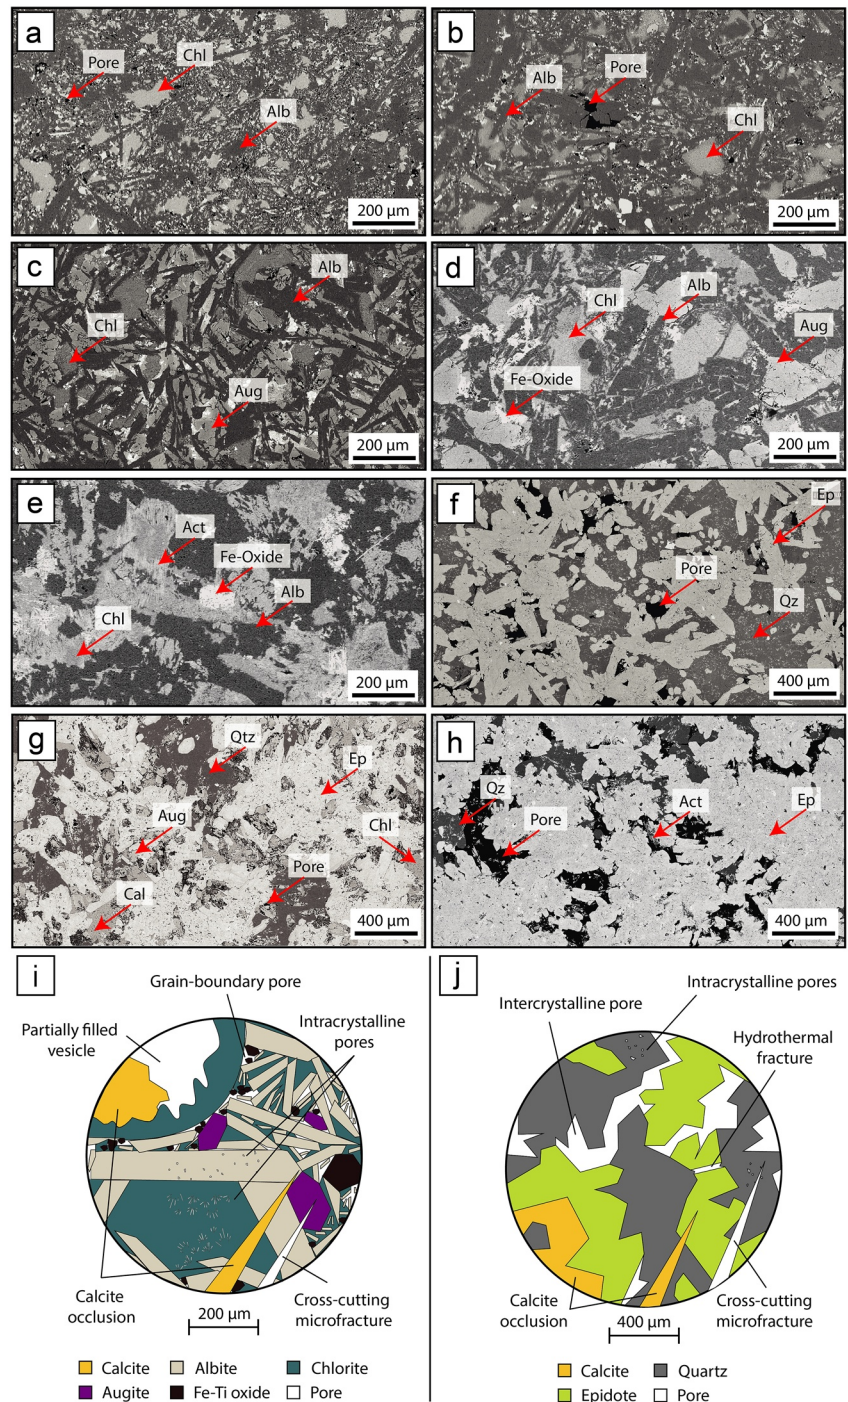 a
Pore
Chl
Alb
200 µm
b
Alb
Pore
Chl
200 µm
c
Alb
Chl
Aug
200 µm
d
Chl
Alb
Aug
Fe-Oxide
200 µm
e
Act
Fe-Oxide
Alb
Chl
200 µm
f
Ep
Pore
Qz
400 µm
g
Qtz
Ep
Aug
Chl
Pore
Cal
400 µm
h
Qz
Pore
Act
Ep
400 µm
i
Grain-boundary pore
Partially filled
vesicle
Intracrystalline
pores
Calcite
occlusion
Cross-cutting
microfracture
200 µm
Calcite
Albite
Chlorite
Augite
Fe-Ti oxide
Pore
j
Intracrystalline pores
Intercrystalline pore
Hydrothermal
fracture
Calcite
occlusion
Cross-cutting
microfracture
400 µm
Calcite
Quartz
Epidote
Pore